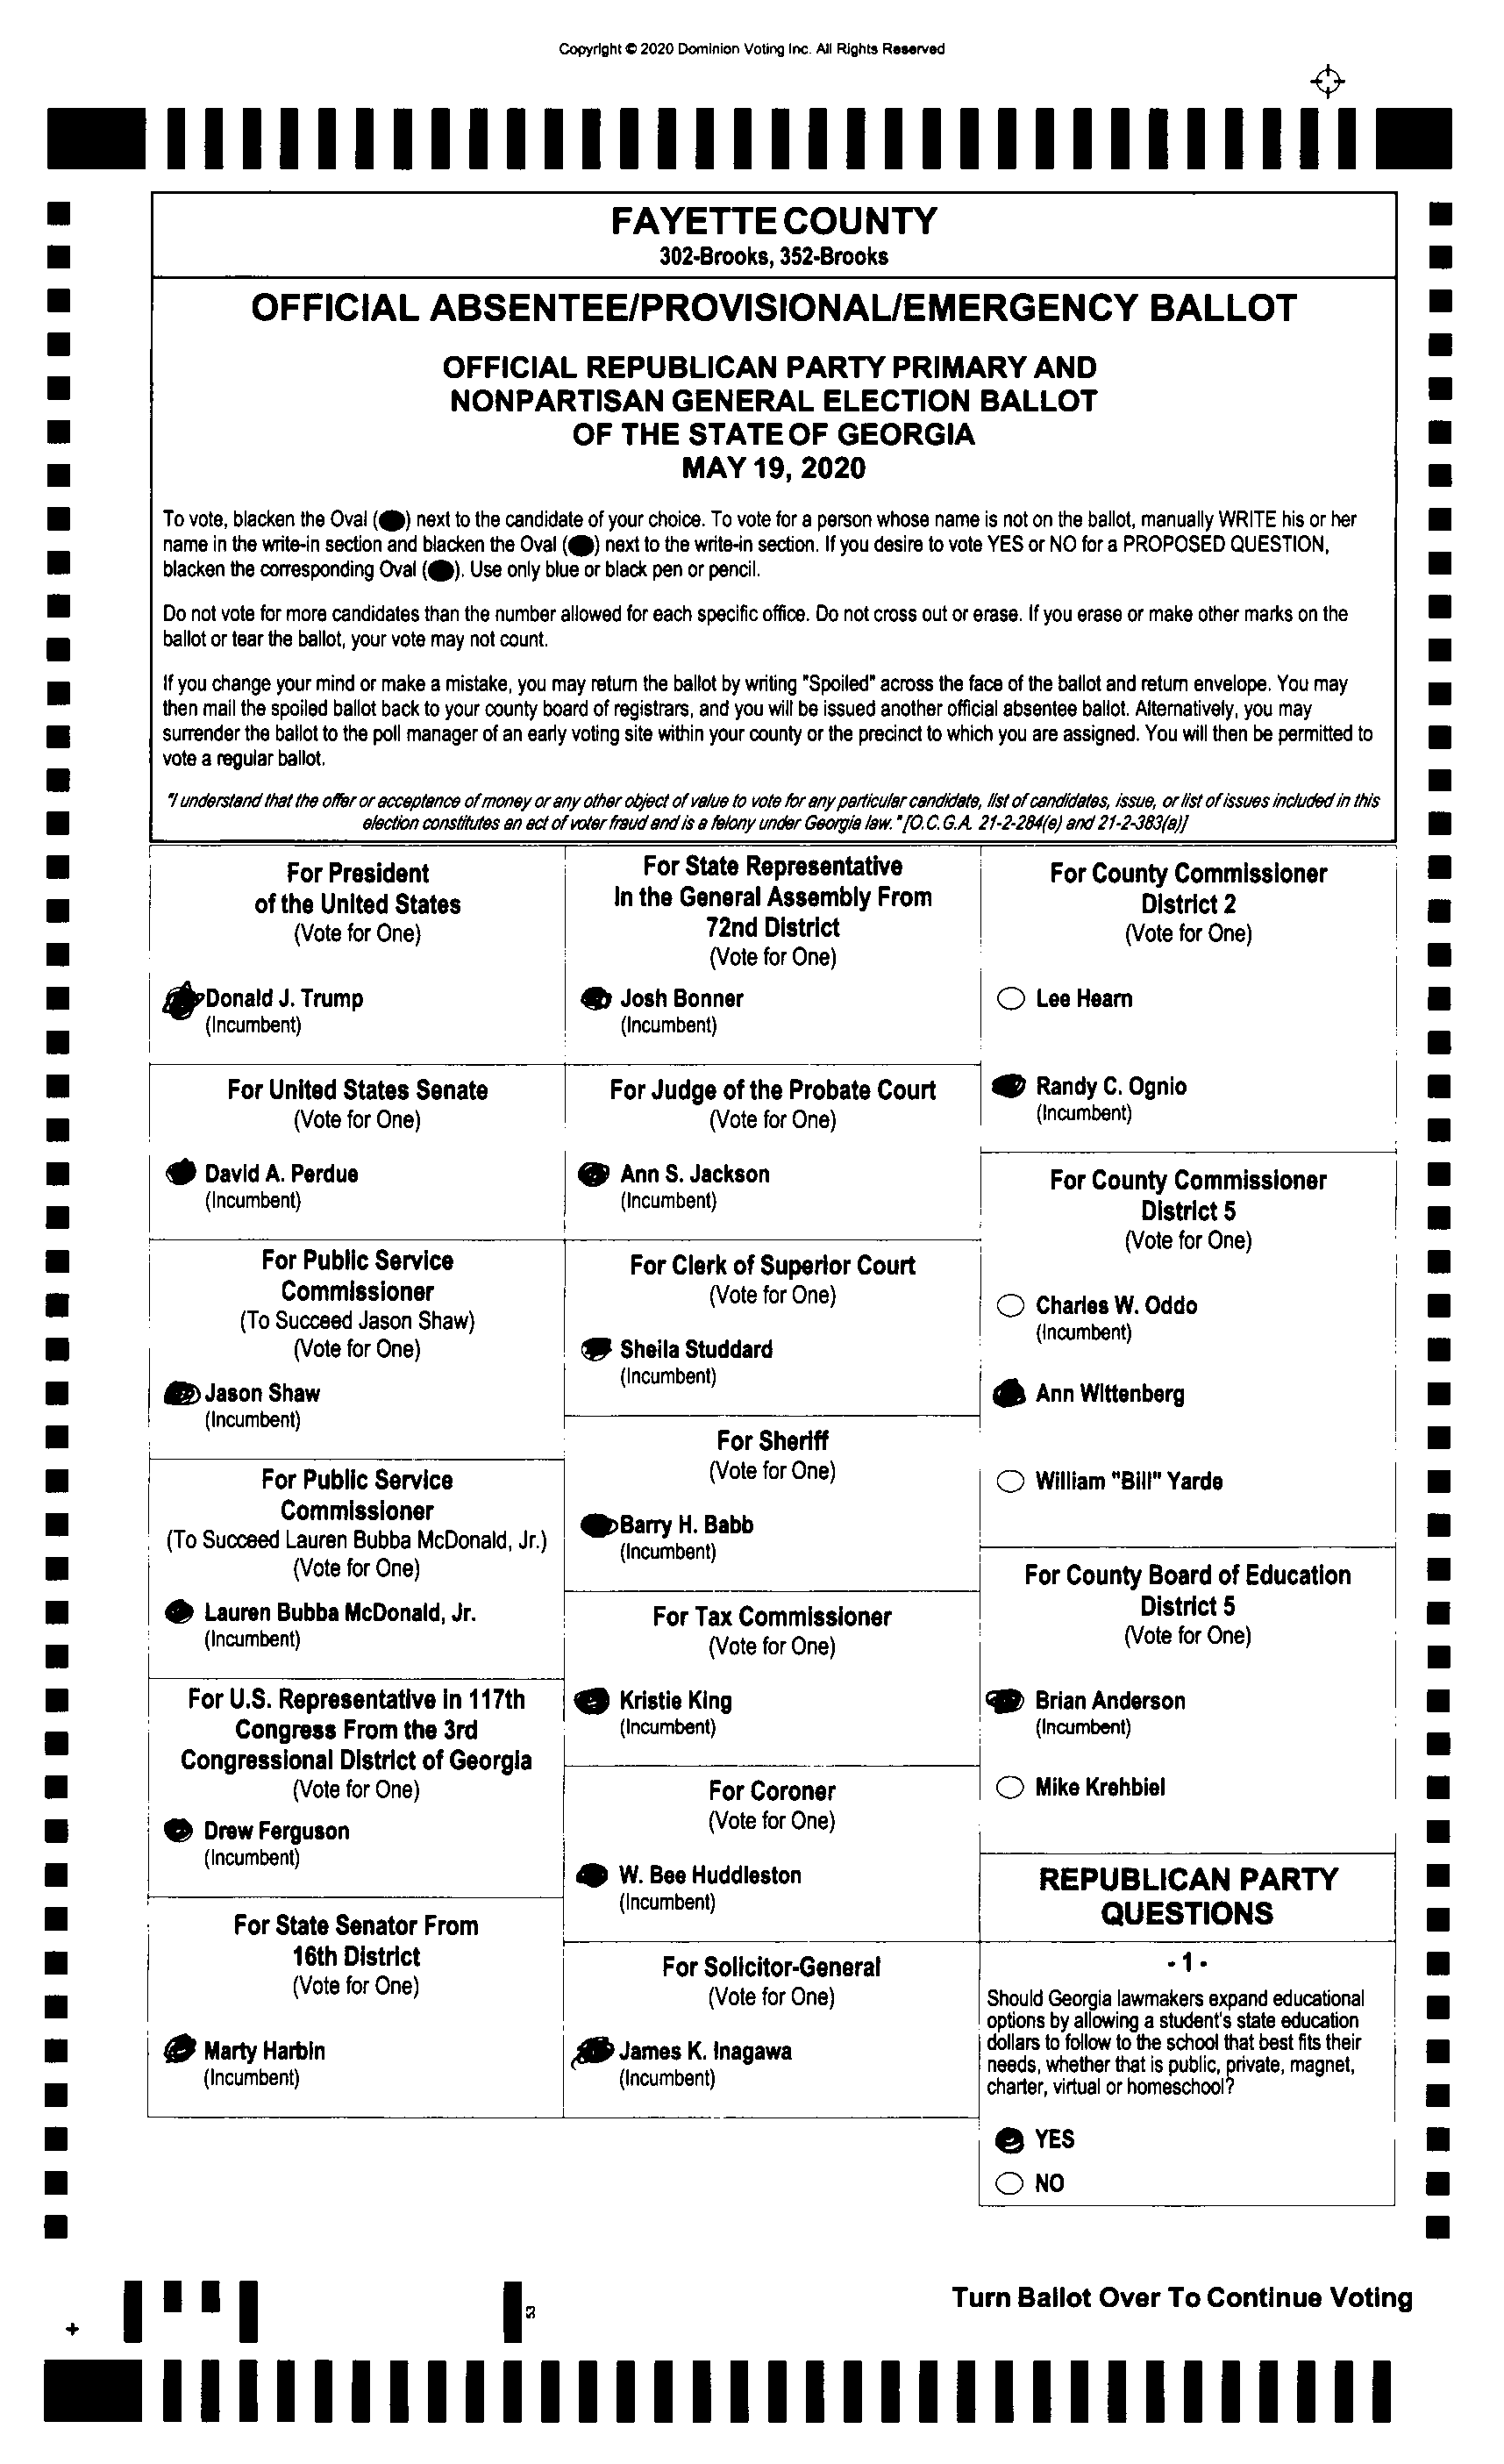 Copyright © 2020 Dominion Voting Inc. All Rights Reserved
FAYETTE COUNTY
302-Brooks, 352-Brooks
OFFICIAL ABSENTEE/PROVISIONAL/EMERGENCY BALLOT
OFFICIAL REPUBLICAN PARTY PRIMARY AND
NONPARTISAN GENERAL ELECTION BALLOT
OF THE STATE OF GEORGIA
MAY 19, 2020
To vote, blacken the Oval ( ) next to the candidate of your choice. To vote for a person whose name is not on the ballot, manually WRITE his or her
name in the write-in section and blacken the Oval ( ) next to the write-in section. If you desire to vote YES or NO for a PROPOSED QUESTION,
blacken the corresponding Oval ( ). Use only blue or black pen or pencil.
Do not vote for more candidates than the number allowed for each specific office. Do not cross out or erase. If you erase or make other marks on the
ballot or tear the ballot, your vote may not count.
If you change your mind or make a mistake, you may return the ballot by writing "Spoiled" across the face of the ballot and return envelope. You may
then mail the spoiled ballot back to your county board of registrars, and you will be issued another official absentee ballot. Alternatively, you may
surrender the ballot to the poll manager of an early voting site within your county or the precinct to which you are assigned. You will then be permitted to
vote a regular ballot.
"I understand that the offer or acceptance of money or any other object of value to vote for any particular candidate, list of candidates, issue, or list of issues included in this
election constitutes an act of voter fraud and is a felony under Georgia law." [O.C.G.A. 21-2-284(e) and 21-2-383(a)]
For President
of the United States
(Vote for One)
Donald J. Trump
(Incumbent)
For United States Senate
(Vote for One)
David A. Perdue
(Incumbent)
For Public Service
Commissioner
(To Succeed Jason Shaw)
(Vote for One)
Jason Shaw
(Incumbent)
For Public Service
Commissioner
(To Succeed Lauren Bubba McDonald, Jr.)
(Vote for One)
Lauren Bubba McDonald, Jr.
(Incumbent)
For U.S. Representative in 117th
Congress From the 3rd
Congressional District of Georgia
(Vote for One)
Drew Ferguson
(Incumbent)
For State Senator From
16th District
(Vote for One)
Marty Harbin
(Incumbent)
For State Representative
In the General Assembly From
72nd District
(Vote for One)
Josh Bonner
(Incumbent)
For Judge of the Probate Court
(Vote for One)
Ann S. Jackson
(Incumbent)
For Clerk of Superior Court
(Vote for One)
Sheila Studdard
(Incumbent)
For Sheriff
(Vote for One)
Barry H. Babb
(Incumbent)
For Tax Commissioner
(Vote for One)
Kristie King
(Incumbent)
For Coroner
(Vote for One)
W. Bee Huddleston
(Incumbent)
For Solicitor-General
(Vote for One)
James K. Inagawa
(Incumbent)
For County Commissioner
District 2
(Vote for One)
Lee Hearn
Randy C. Ognio
(Incumbent)
For County Commissioner
District 5
(Vote for One)
Charles W. Oddo
(Incumbent)
Ann Wittenberg
William "Bill" Yarde
For County Board of Education
District 5
(Vote for One)
Brian Anderson
(Incumbent)
Mike Krehbiel
REPUBLICAN PARTY
QUESTIONS
- 1 -
Should Georgia lawmakers expand educational
options by allowing a student's state education
dollars to follow to the school that best fits their
needs, whether that is public, private, magnet,
charter, virtual or homeschool?
YES
NO
Turn Ballot Over To Continue Voting
53